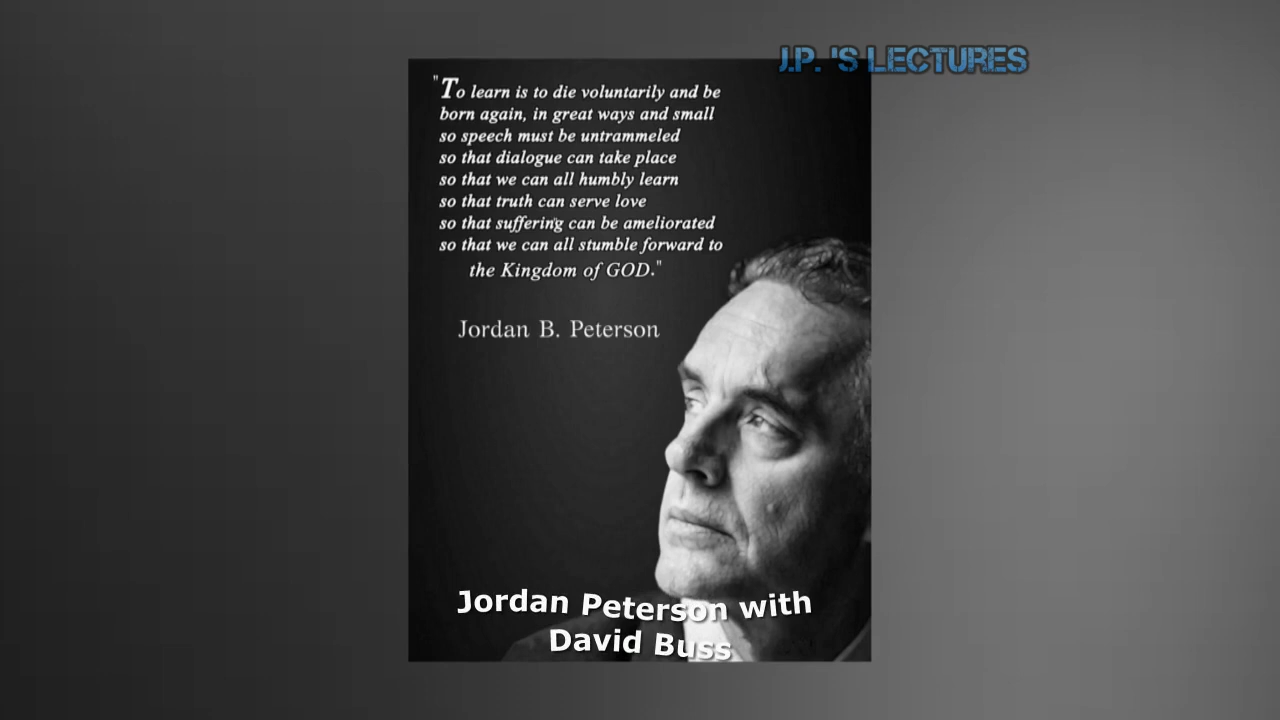 J.P. 'S LECTURES
"To learn is to die voluntarily and be
born again, in great ways and small
so speech must be untrammeled
so that dialogue can take place
so that we can all humbly learn
so that truth can serve love
so that suffering can be ameliorated
so that we can all stumble forward to
the Kingdom of GOD."
Jordan B. Peterson
Jordan Peterson with
David Buss